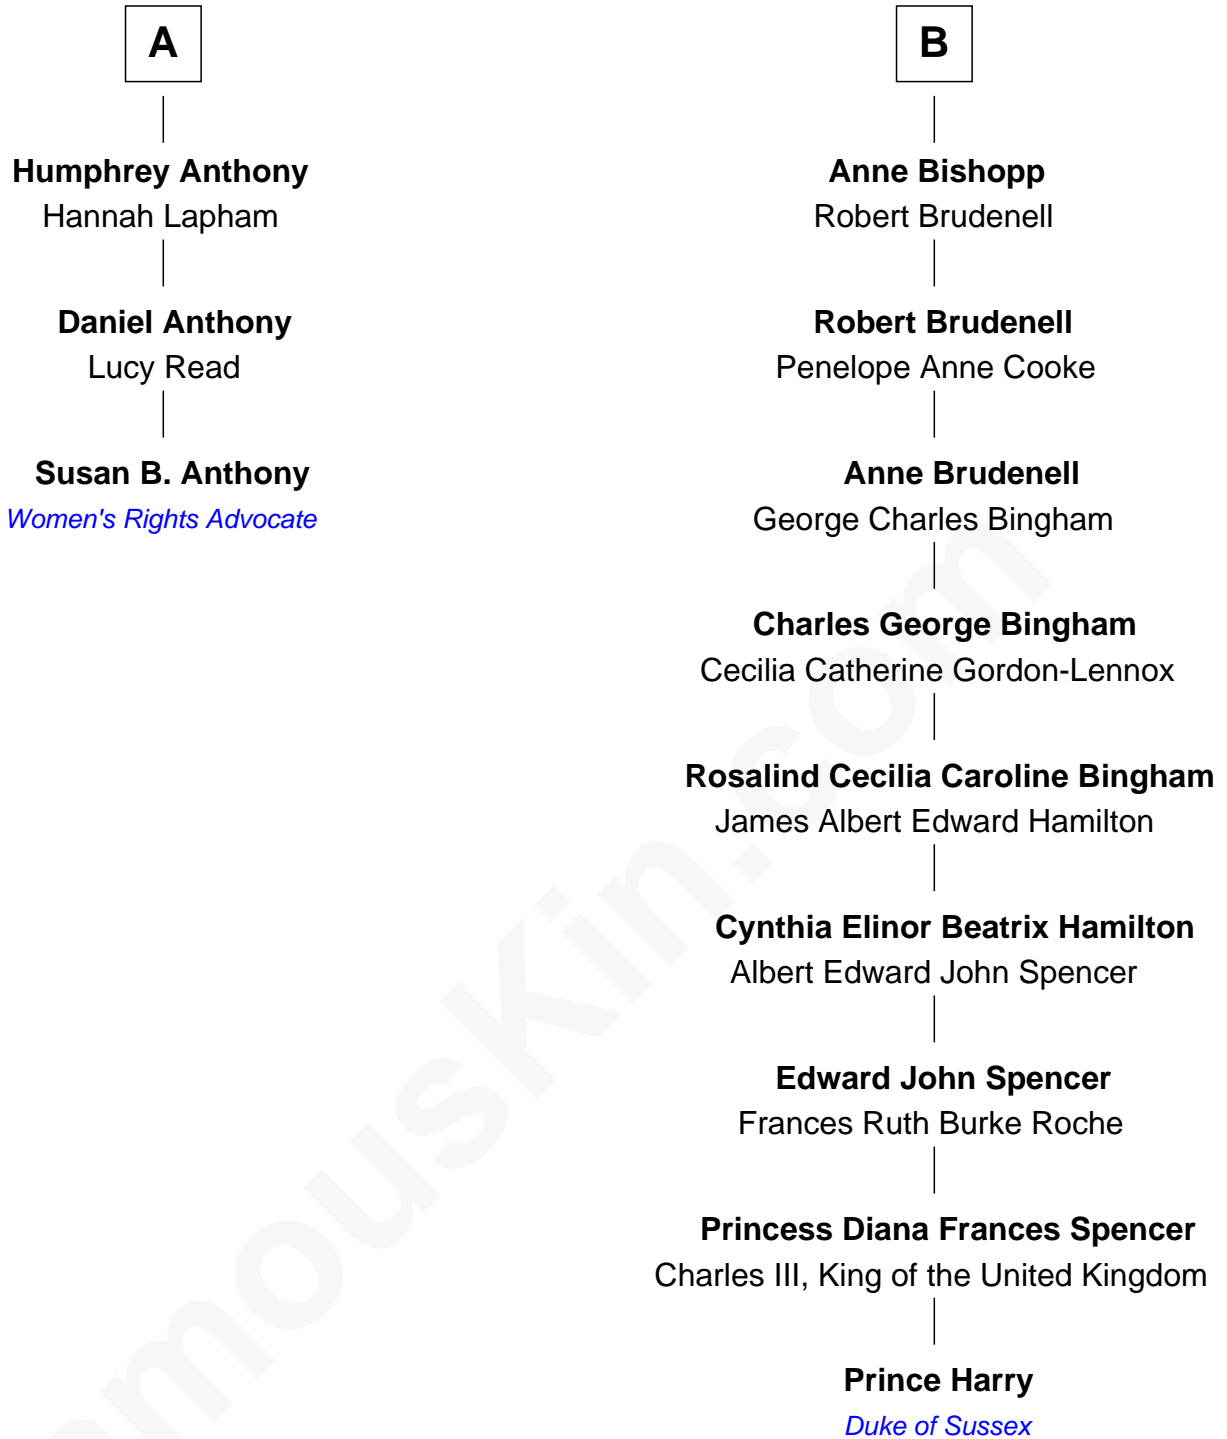 A
Humphrey Anthony
Hannah Lapham
Daniel Anthony
Lucy Read
Susan B. Anthony
Women's Rights Advocate
B
Anne Bishopp
Robert Brudenell
Robert Brudenell
Penelope Anne Cooke
Anne Brudenell
George Charles Bingham
Charles George Bingham
Cecilia Catherine Gordon-Lennox
Rosalind Cecilia Caroline Bingham
James Albert Edward Hamilton
Cynthia Elinor Beatrix Hamilton
Albert Edward John Spencer
Edward John Spencer
Frances Ruth Burke Roche
Princess Diana Frances Spencer
Charles III, King of the United Kingdom
Prince Harry
Duke of Sussex
amousKin.com